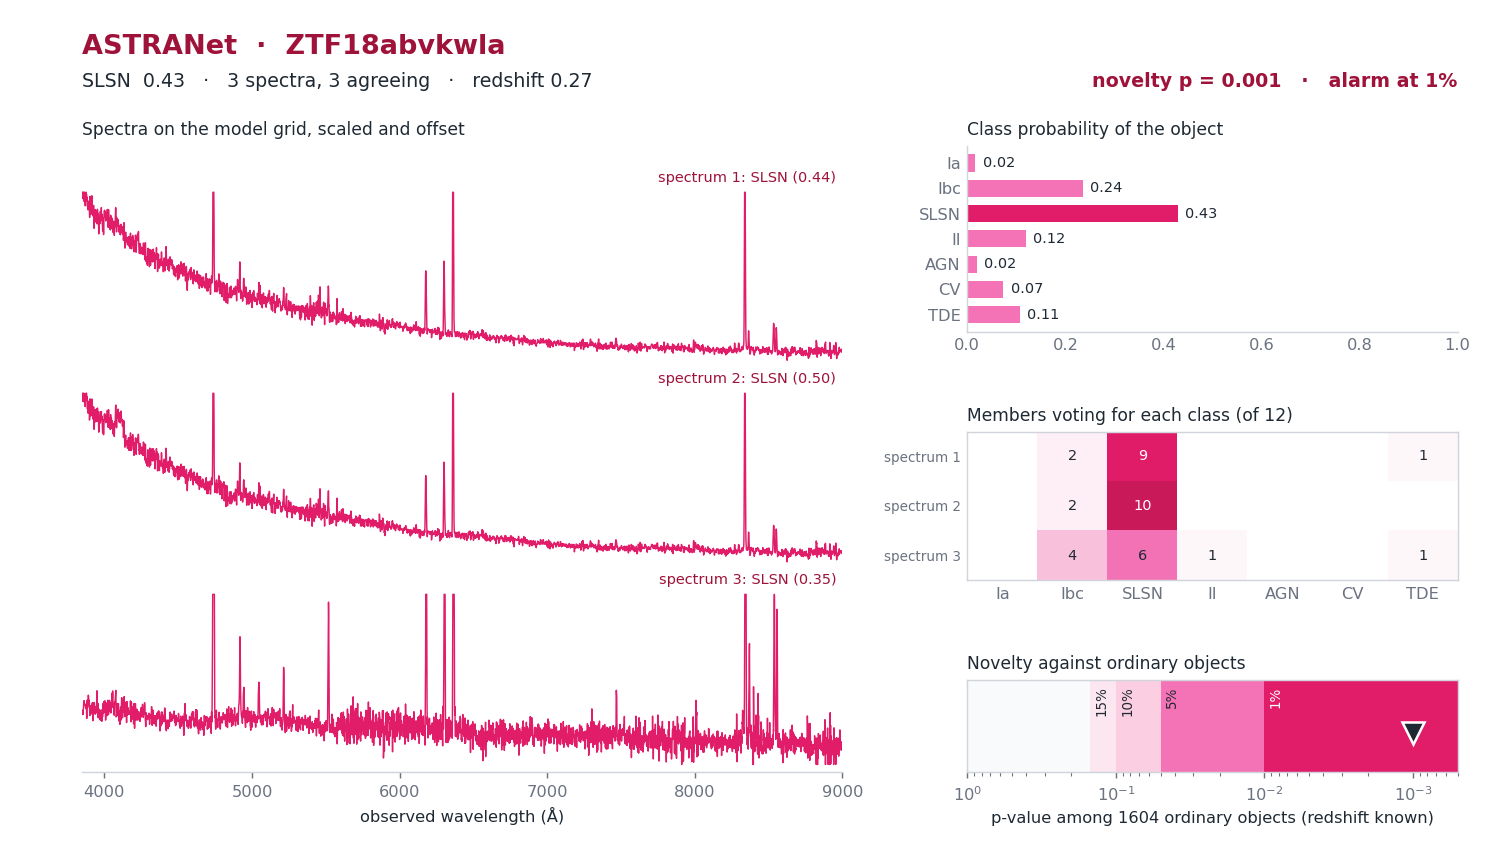 ASTRANet · ZTF18abvkwla
SLSN 0.43 · 3 spectra, 3 agreeing · redshift 0.27
novelty p = 0.001 · alarm at 1%
Spectra on the model grid, scaled and offset
spectrum 1: SLSN (0.44)
spectrum 2: SLSN (0.50)
spectrum 3: SLSN (0.35)
4000 5000 6000 7000 8000 9000
observed wavelength (Å)
Class probability of the object
Ia 0.02
Ibc 0.24
SLSN 0.43
II 0.12
AGN 0.02
CV 0.07
TDE 0.11
0.0 0.2 0.4 0.6 0.8 1.0
Members voting for each class (of 12)
spectrum 1 2 9 1
spectrum 2 2 10
spectrum 3 4 6 1 1
Ia Ibc SLSN II AGN CV TDE
Novelty against ordinary objects
15% 10% 5% 1%
10⁰ 10⁻¹ 10⁻² 10⁻³
p-value among 1604 ordinary objects (redshift known)